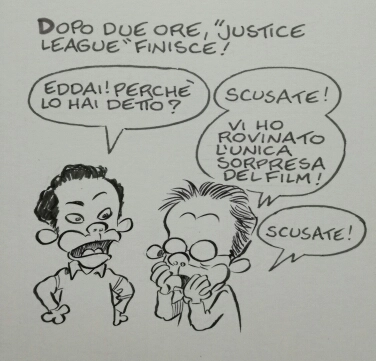 DOPO DUE ORE, "JUSTICE
LEAGUE" FINISCE!
EDDAI! PERCHE'
LO HAI DETTO?
SCUSATE!
VI HO
ROVINATO
L'UNICA
SORPRESA
DEL FILM!
SCUSATE!